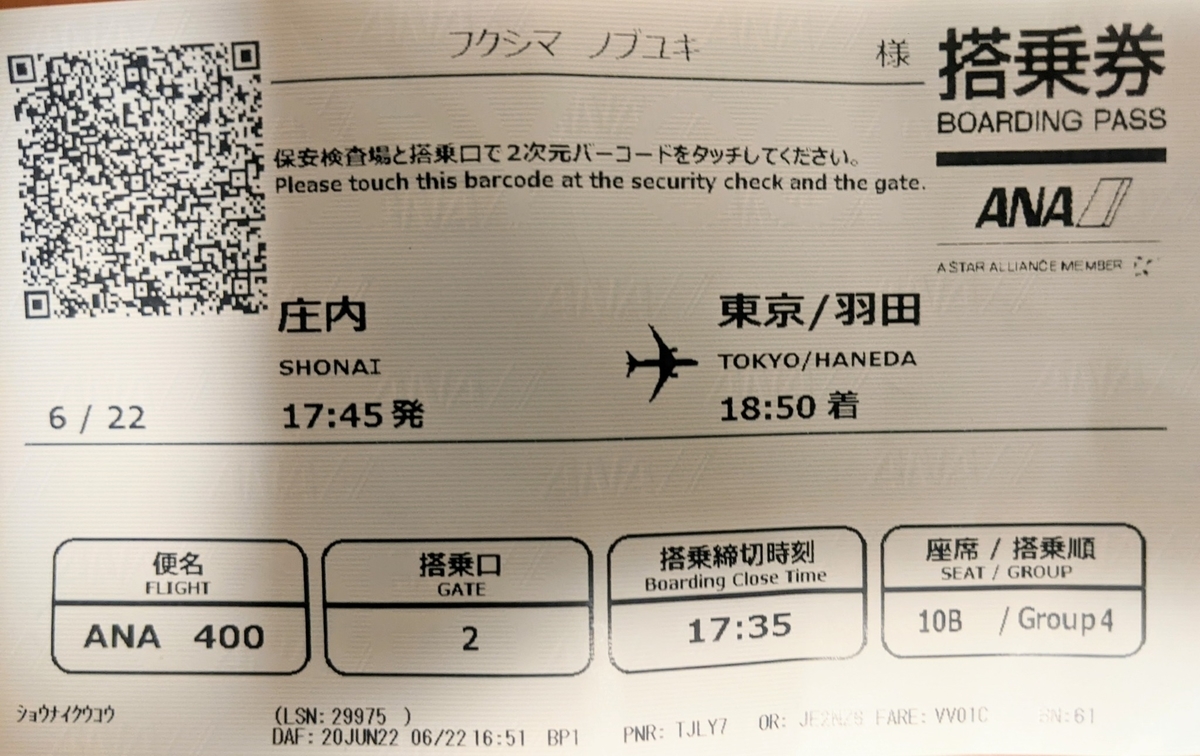 フクシマ ノブユキ 様
搭乗券
BOARDING PASS
保安検査場と搭乗口で2次元バーコードをタッチしてください。
Please touch this barcode at the security check and the gate.
ANA
A STAR ALLIANCE MEMBER
庄内
東京/羽田
SHONAI
TOKYO/HANEDA
6 / 22
17:45 発
18:50 着
便名
FLIGHT
ANA 400
搭乗口
GATE
2
搭乗締切時刻
Boarding Close Time
17:35
座席 / 搭乗順
SEAT / GROUP
10B / Group4
ｼｮｳﾅｲｸｳｺｳ
(LSN: 29975 )
DAF: 20JUN22 06/22 16:51 BP1
PNR: TJLY7 OR: FARE: VV01C :61